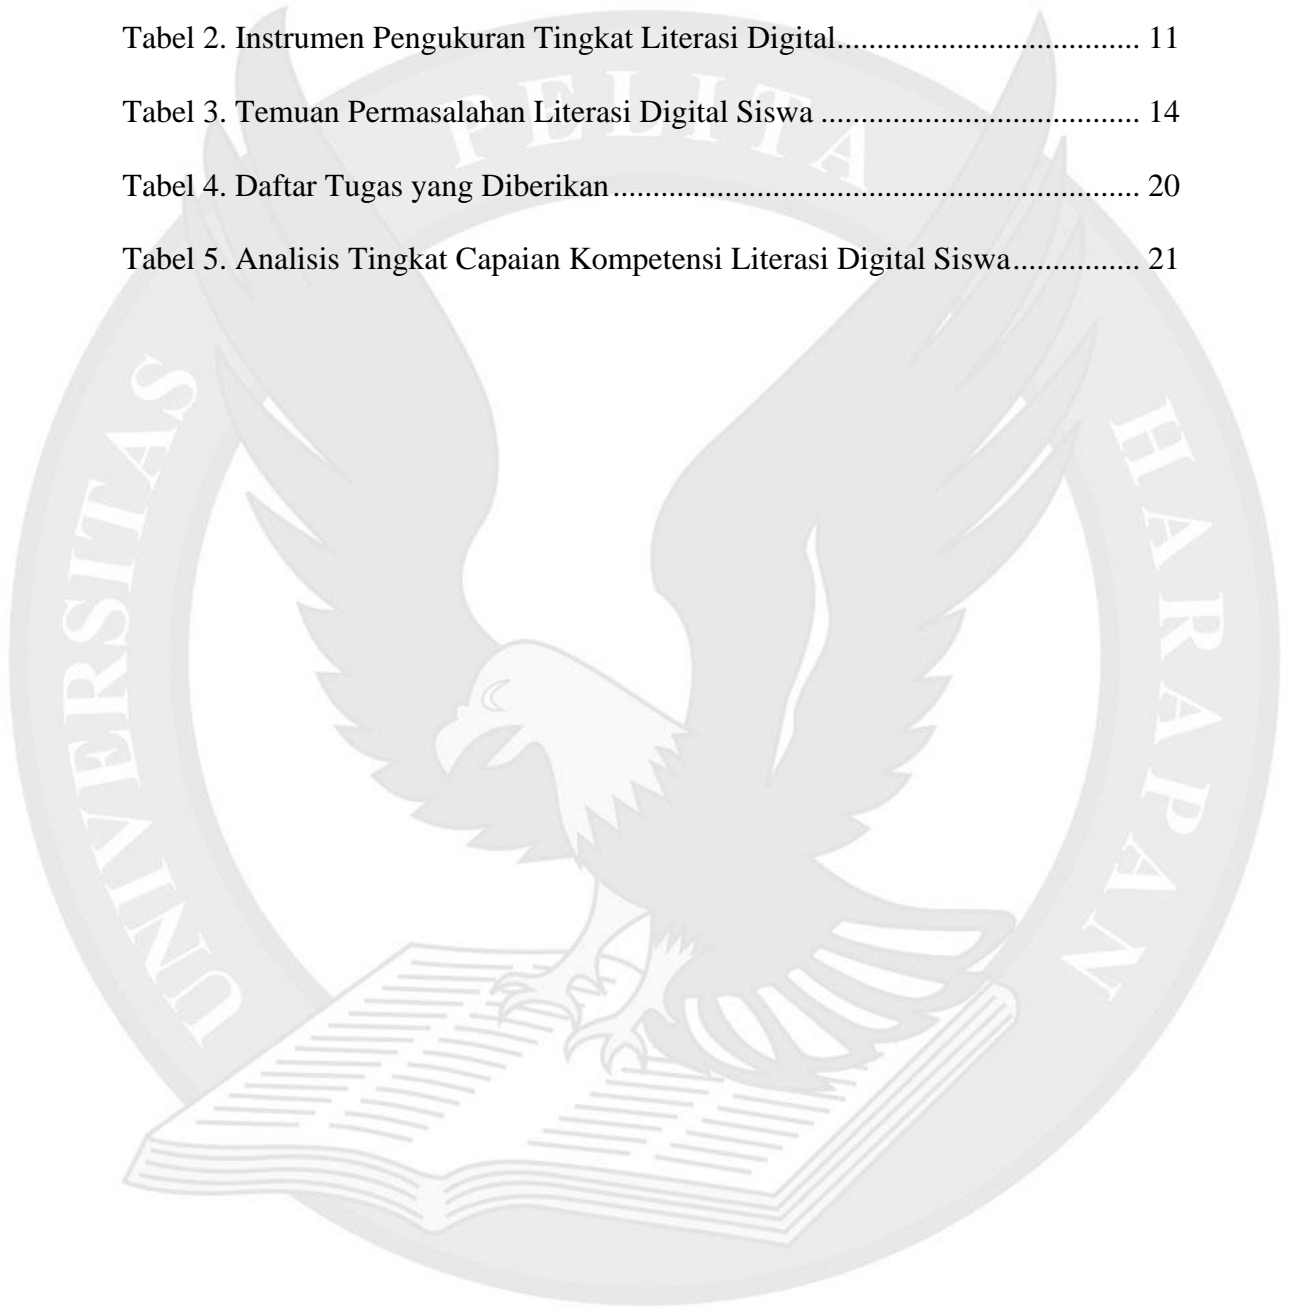 Tabel 2. Instrumen Pengukuran Tingkat Literasi Digital...................................... 11
Tabel 3. Temuan Permasalahan Literasi Digital Siswa ........................................ 14
Tabel 4. Daftar Tugas yang Diberikan.................................................................. 20
Tabel 5. Analisis Tingkat Capaian Kompetensi Literasi Digital Siswa................ 21
UNIVERSITAS
PELITA
HARAPAN